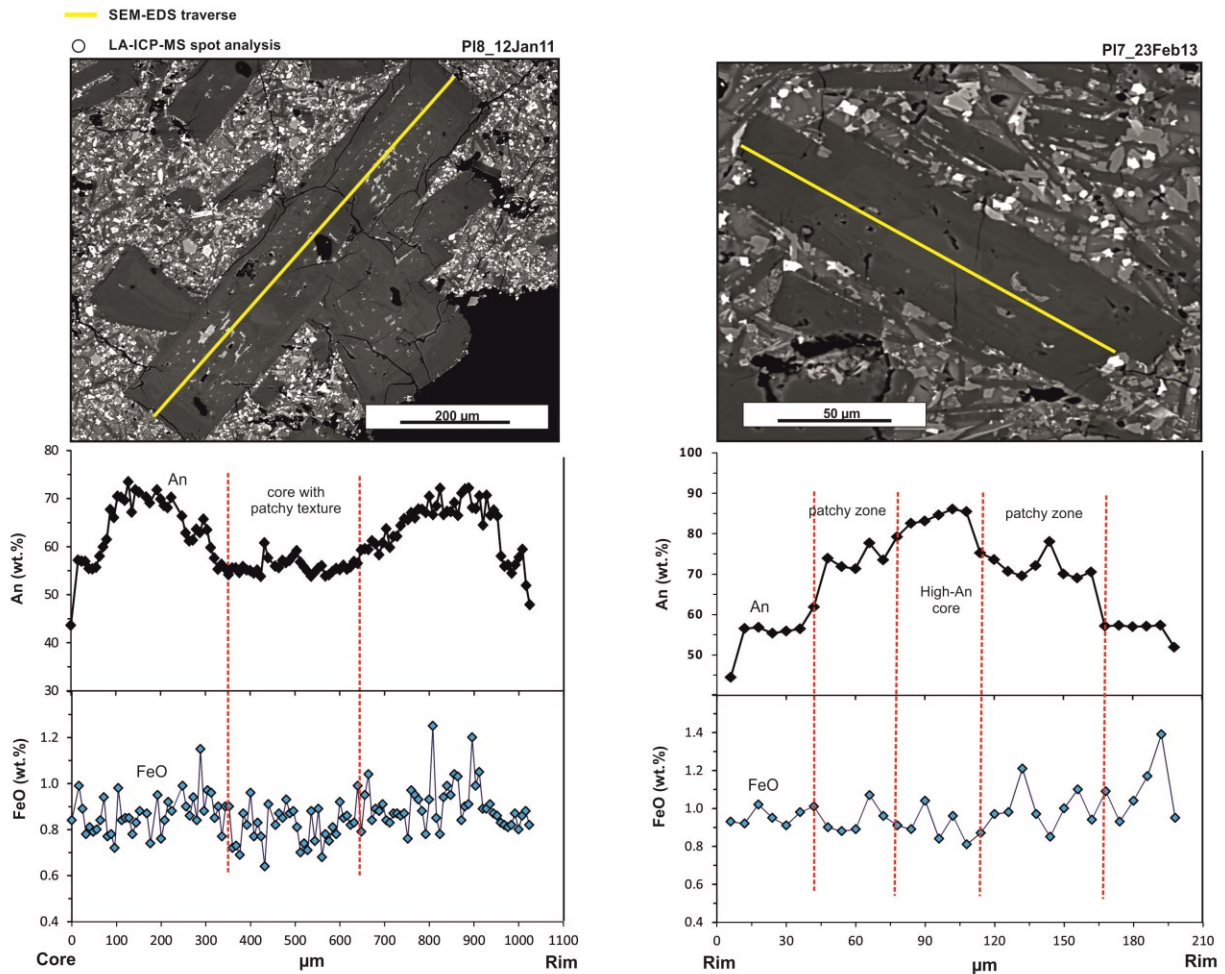 SEM-EDS traverse
LA-ICP-MS spot analysis
PI8_12Jan11
PI7_23Feb13
200 µm
50 µm
80
70
60
50
45
30
An (wt.%)
An
core with
patchy texture
100
90
80
70
60
50
An (wt.%)
An
patchy zone
High-An
core
patchy zone
1.2
1.0
0.8
0.6
0.4
FeO (wt.%)
FeO
1.4
1.2
1.0
0.8
0.6
0.4
FeO (wt.%)
FeO
0 100 200 300 400 500 600 700 800 900 1000 1100
Core µm Rim
0 30 60 90 120 150 180 210
Rim µm Rim